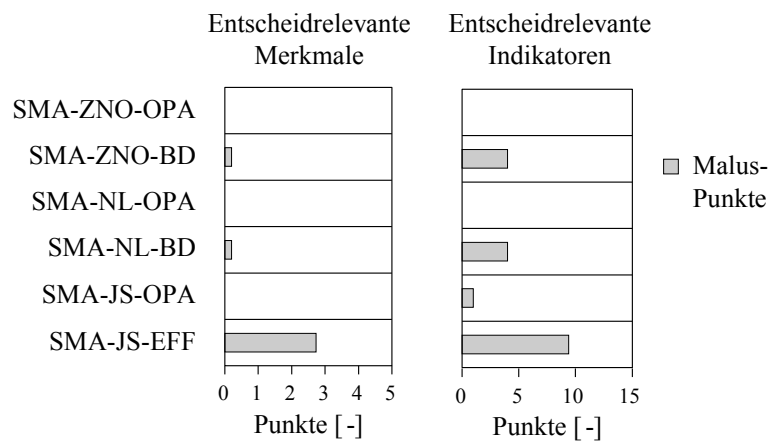 Entscheidrelevante
Merkmale
Entscheidrelevante
Indikatoren
SMA-ZNO-OPA
SMA-ZNO-BD
SMA-NL-OPA
SMA-NL-BD
SMA-JS-OPA
SMA-JS-EFF
Malus-
Punkte
0 1 2 3 4 5
Punkte [-]
0 5 10 15
Punkte [-]